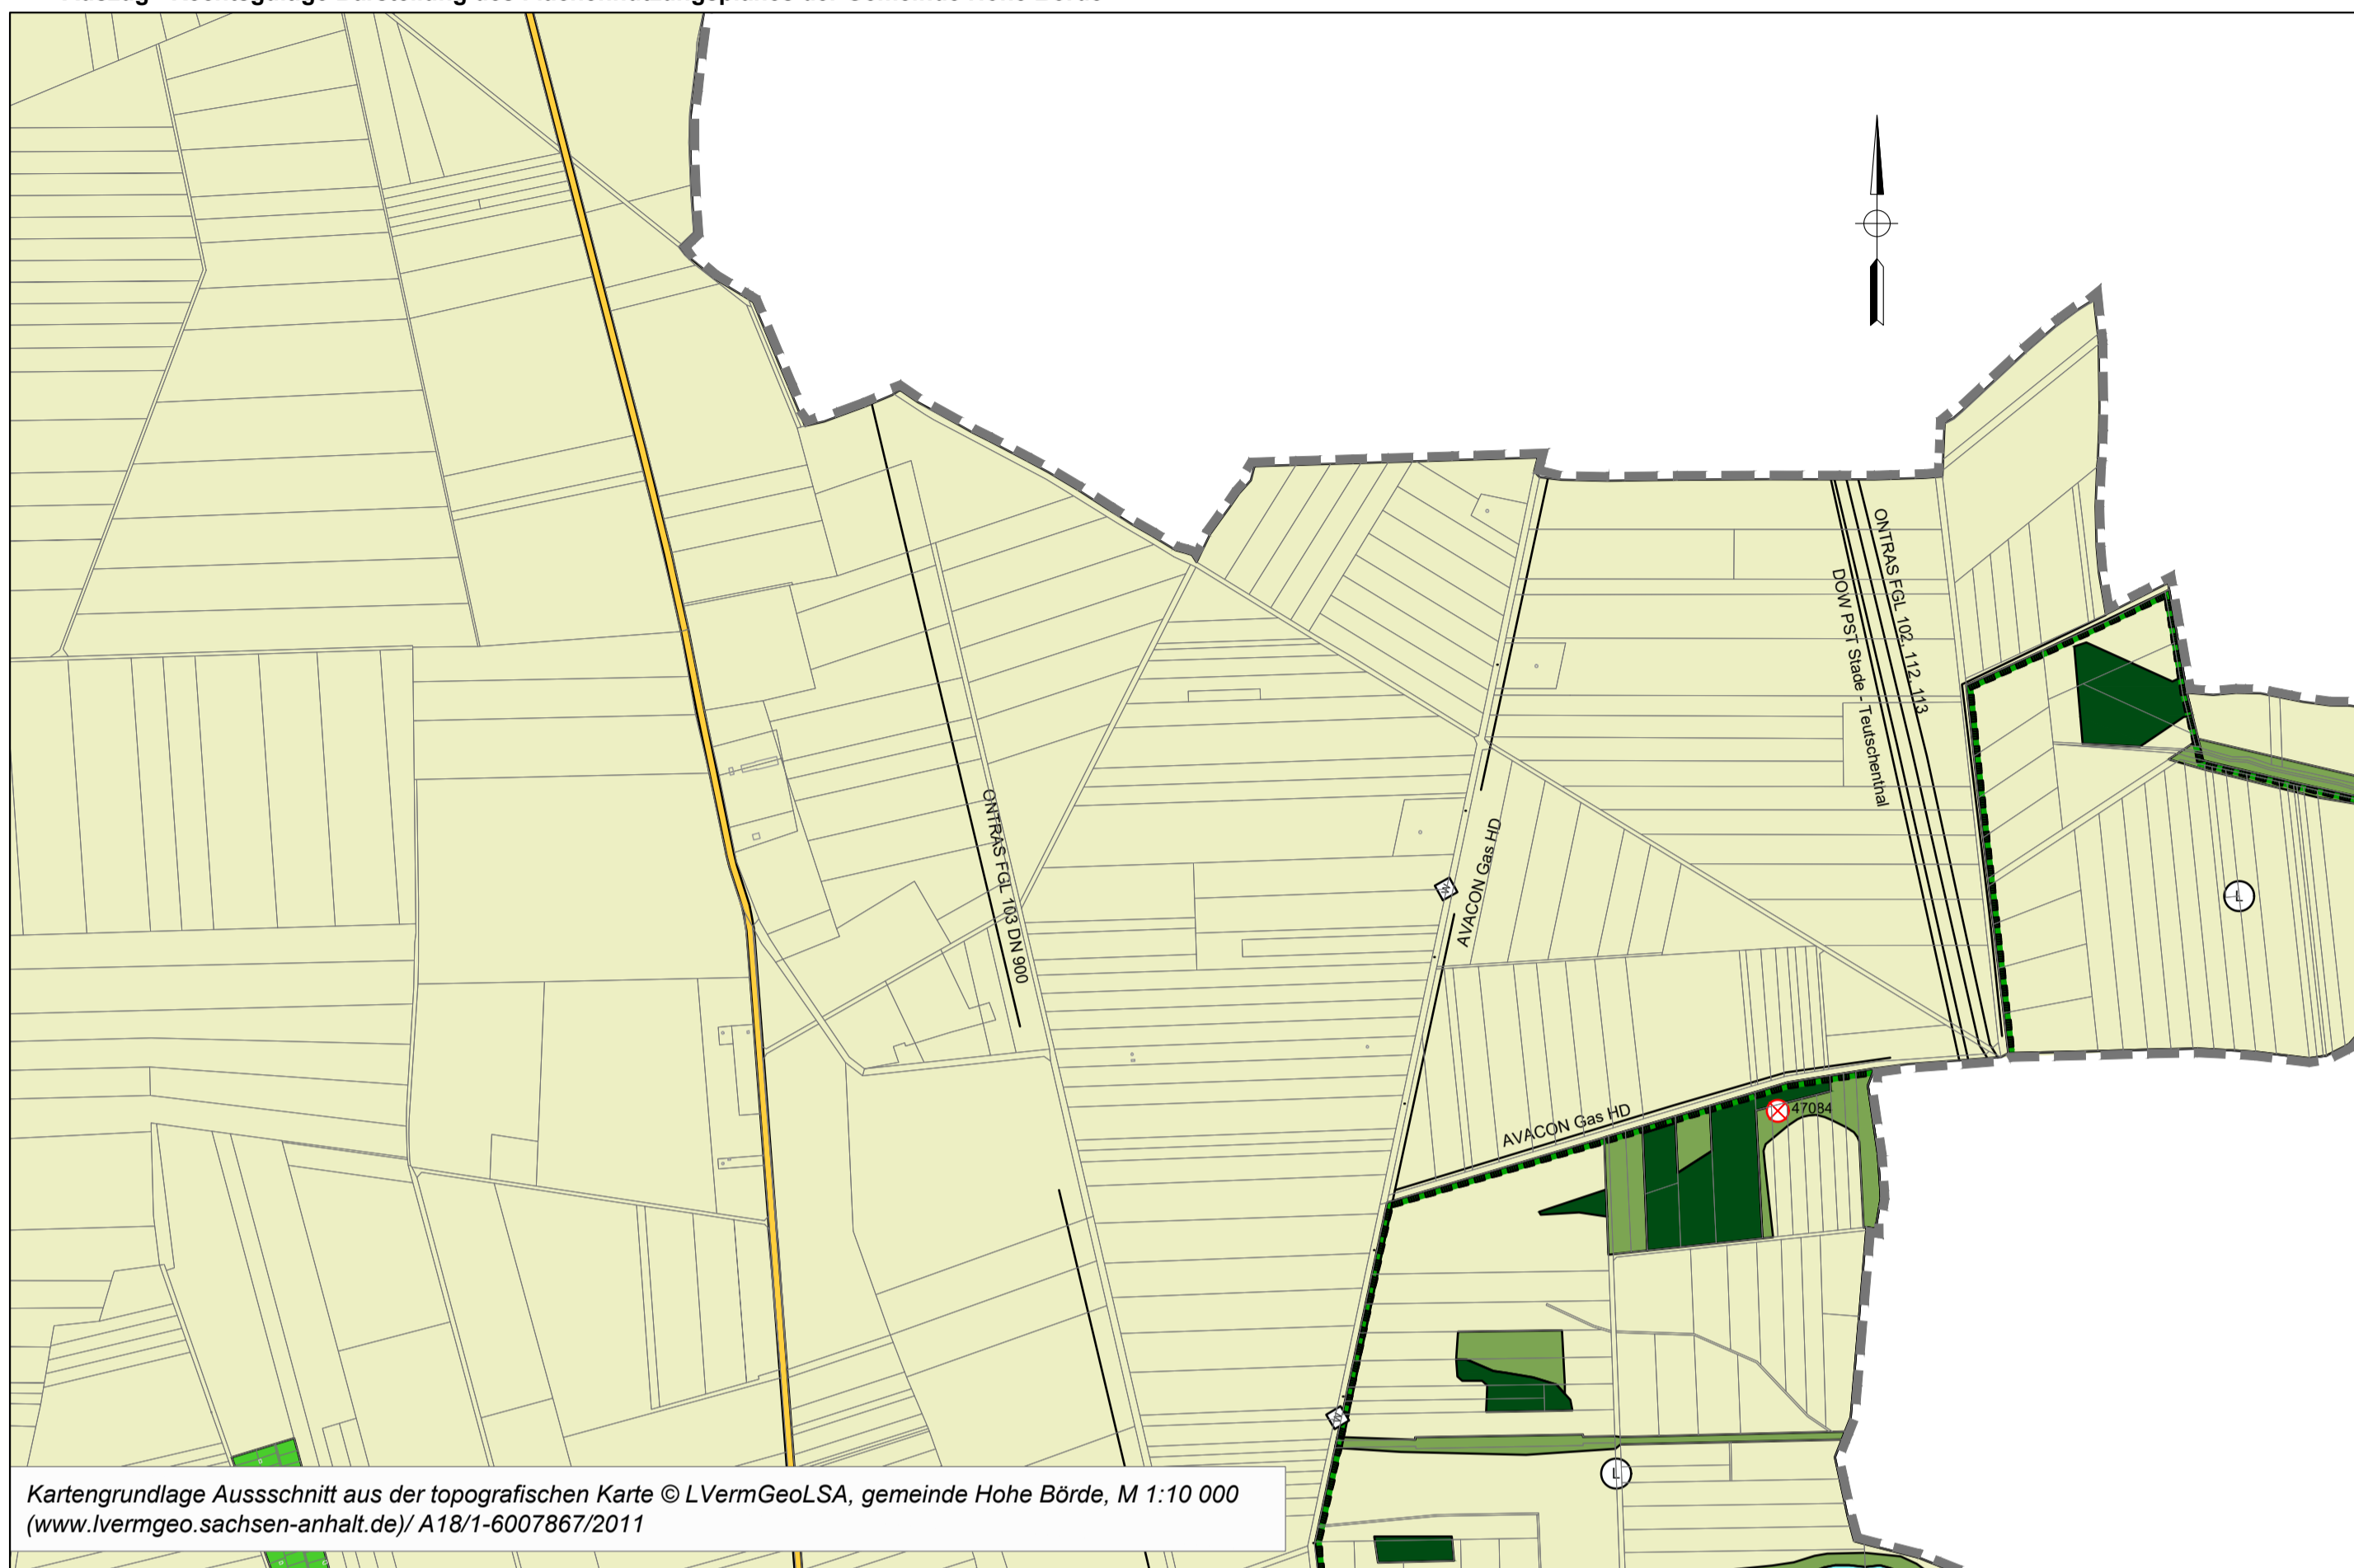 ONTRAS FGL 102, 112, 113
DOW PST Stade - Teutschenthal
ONTRAS FGL 103 DN 900
AVACON Gas HD
L
AVACON Gas HD
47084
L
Kartengrundlage Aussschnitt aus der topografischen Karte © LVermGeoLSA, gemeinde Hohe Börde, M 1:10 000
(www.lvermgeo.sachsen-anhalt.de)/ A18/1-6007867/2011